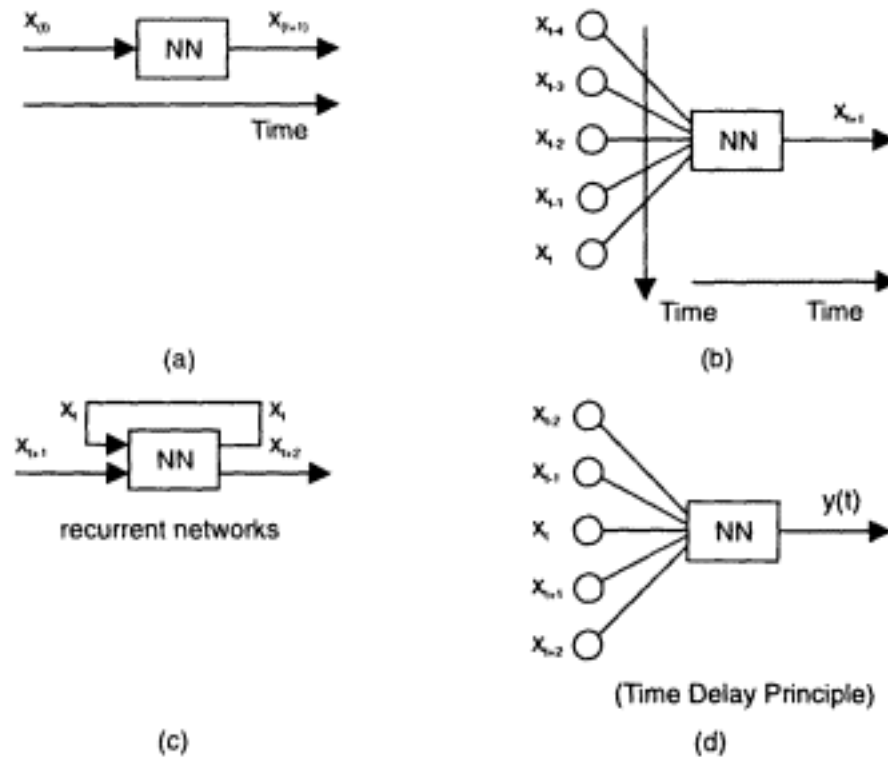 X(t) NN X(t+1)
Time
(a)
Xt-4
Xt-3
Xt-2 NN Xt+1
Xt-1
Xt
Time Time
(b)
Xt Xt
Xt+1 NN Xt+2
recurrent networks
(c)
Xt-2
Xt-1
Xt NN y(t)
Xt+1
Xt+2
(Time Delay Principle)
(d)